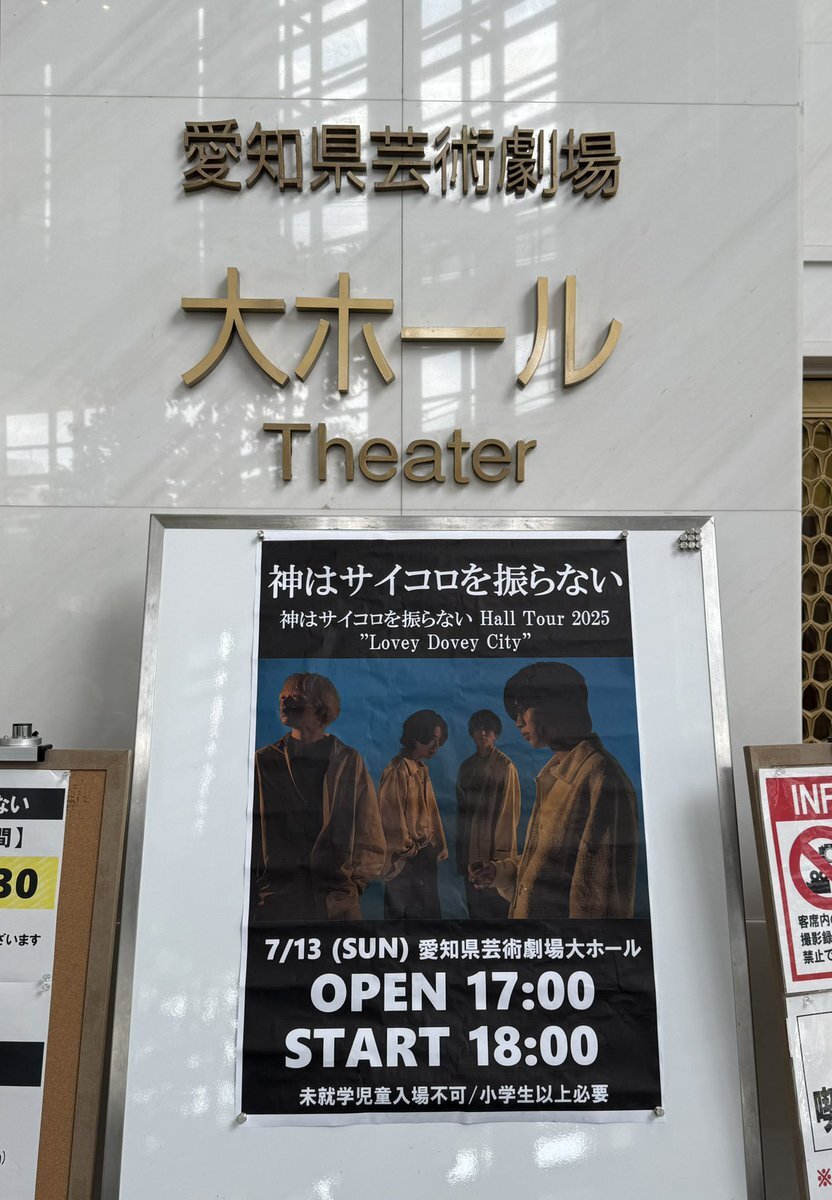 愛知県芸術劇場
大ホール
Theater
神はサイコロを振らない
神はサイコロを振らない Hall Tour 2025
”Lovey Dovey City”
7/13 (SUN) 愛知県芸術劇場大ホール
OPEN 17:00
START 18:00
未就学児童入場不可/小学生以上必要
ない
間】
30
ざいます
INF
客席内
撮影録
禁止で